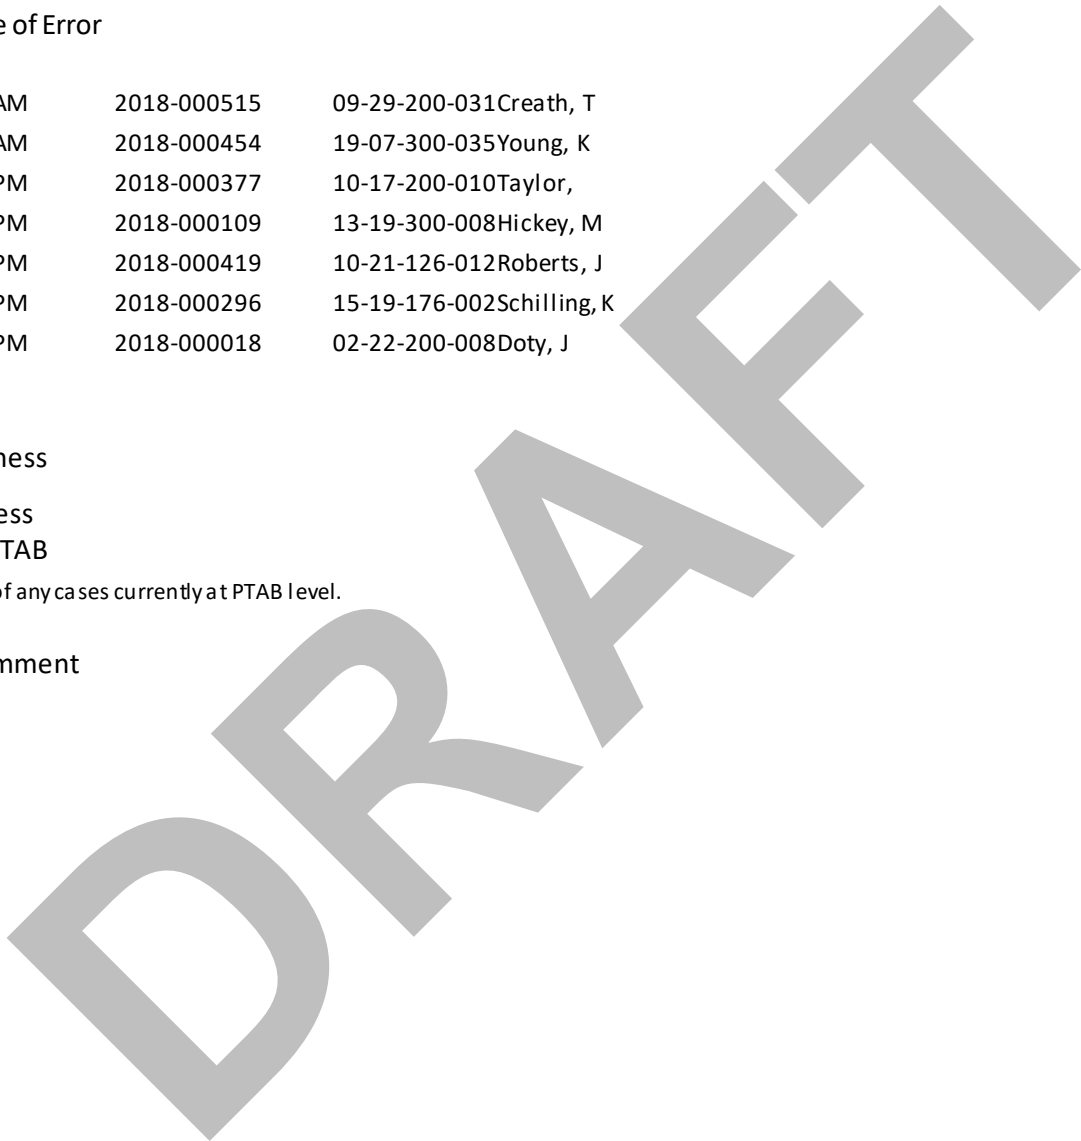 e of Error
AM 2018-000515 09-29-200-031Creath, T
AM 2018-000454 19-07-300-035Young, K
PM 2018-000377 10-17-200-010Taylor,
PM 2018-000109 13-19-300-008Hickey, M
PM 2018-000419 10-21-126-012Roberts, J
PM 2018-000296 15-19-176-002Schilling, K
PM 2018-000018 02-22-200-008Doty, J
ness
ess
TAB
of any cases currently at PTAB level.
mment
DRAFT